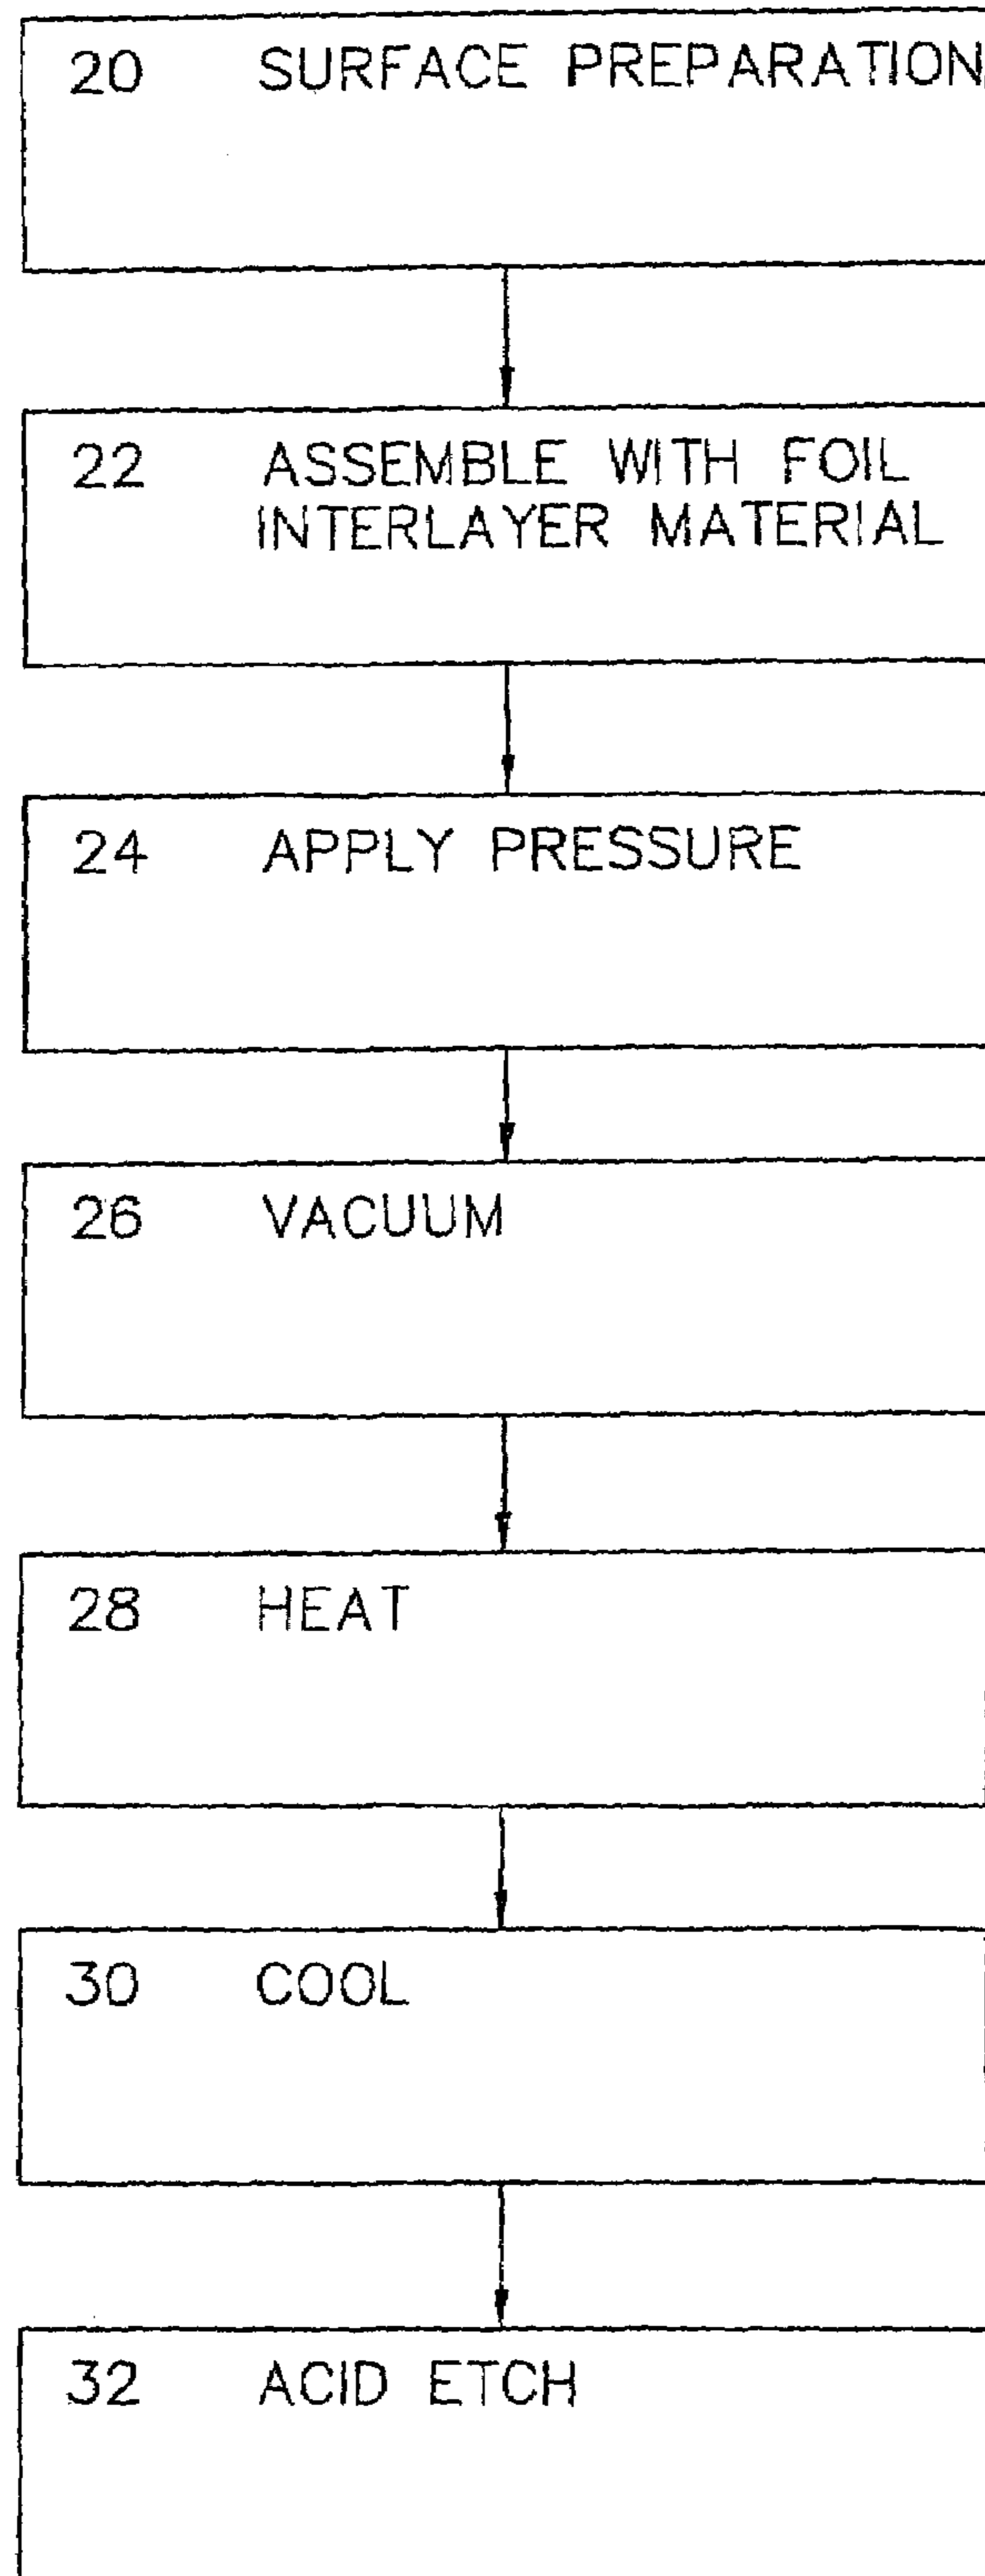 20 SURFACE PREPARATION
22 ASSEMBLE WITH FOIL
INTERLAYER MATERIAL
24 APPLY PRESSURE
26 VACUUM
28 HEAT
30 COOL
32 ACID ETCH